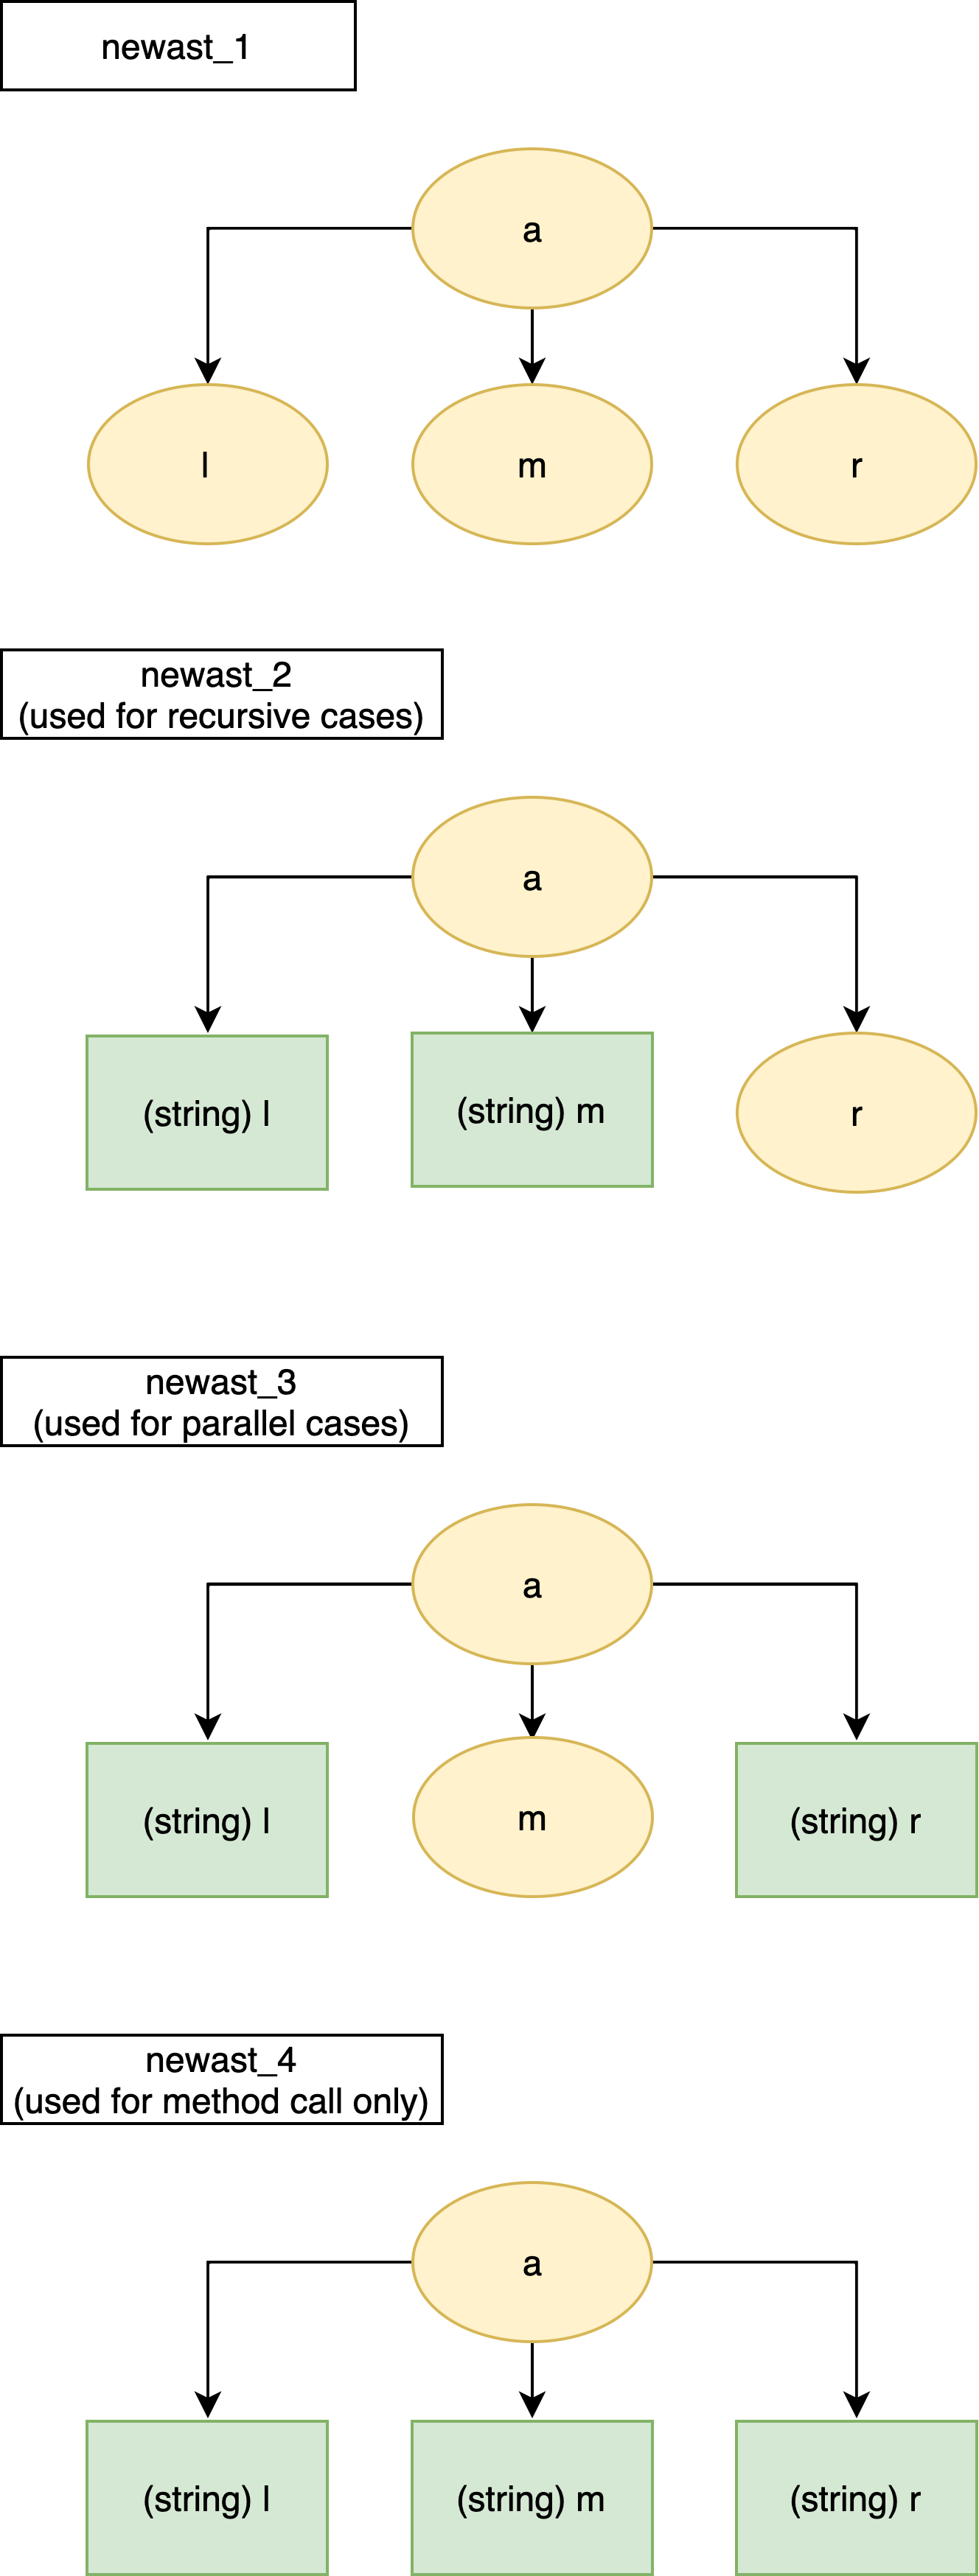 newast_1
a
l
m
r
newast_2
(used for recursive cases)
a
(string) l
(string) m
r
newast_3
(used for parallel cases)
a
(string) l
m
(string) r
newast_4
(used for method call only)
a
(string) l
(string) m
(string) r